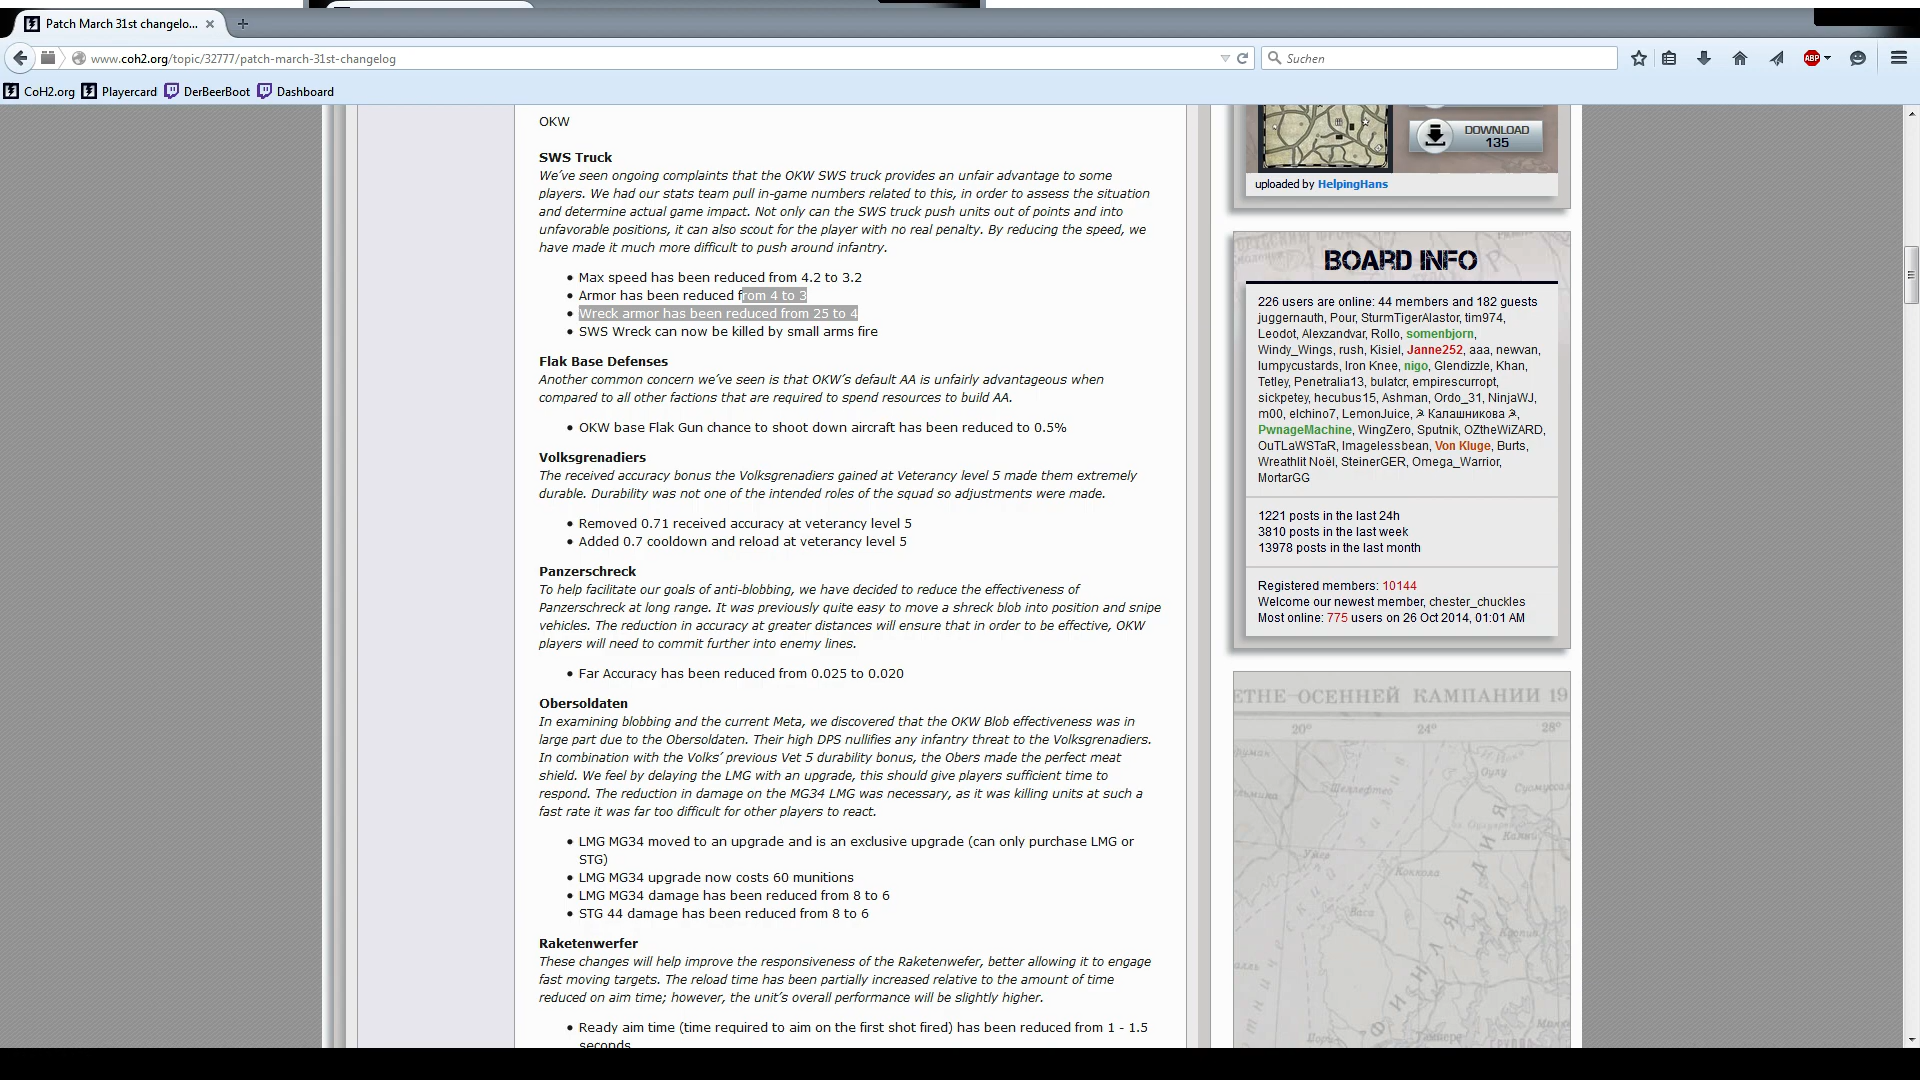 Patch March 31st changelo...
www.coh2.org/topic/32777/patch-march-31st-changelog
Suchen
ABP
CoH2.org
Playercard
DerBeerBoot
Dashboard
OKW
SWS Truck
We've seen ongoing complaints that the OKW SWS truck provides an unfair advantage to some
players. We had our stats team pull in-game numbers related to this, in order to assess the situation
and determine actual game impact. Not only can the SWS truck push units out of points and into
unfavorable positions, it can also scout for the player with no real penalty. By reducing the speed, we
have made it much more difficult to push around infantry.
• Max speed has been reduced from 4.2 to 3.2
• Armor has been reduced from 4 to 3
• Wreck armor has been reduced from 25 to 4
• SWS Wreck can now be killed by small arms fire
Flak Base Defenses
Another common concern we've seen is that OKW's default AA is unfairly advantageous when
compared to all other factions that are required to spend resources to build AA.
• OKW base Flak Gun chance to shoot down aircraft has been reduced to 0.5%
Volksgrenadiers
The received accuracy bonus the Volksgrenadiers gained at Veterancy level 5 made them extremely
durable. Durability was not one of the intended roles of the squad so adjustments were made.
• Removed 0.71 received accuracy at veterancy level 5
• Added 0.7 cooldown and reload at veterancy level 5
Panzerschreck
To help facilitate our goals of anti-blobbing, we have decided to reduce the effectiveness of
Panzerschreck at long range. It was previously quite easy to move a shreck blob into position and snipe
vehicles. The reduction in accuracy at greater distances will ensure that in order to be effective, OKW
players will need to commit further into enemy lines.
• Far Accuracy has been reduced from 0.025 to 0.020
Obersoldaten
In examining blobbing and the current Meta, we discovered that the OKW Blob effectiveness was in
large part due to the Obersoldaten. Their high DPS nullifies any infantry threat to the Volksgrenadiers.
In combination with the Volks' previous Vet 5 durability bonus, the Obers made the perfect meat
shield. We feel by delaying the LMG with an upgrade, this should give players sufficient time to
respond. The reduction in damage on the MG34 LMG was necessary, as it was killing units at such a
fast rate it was far too difficult for other players to react.
• LMG MG34 moved to an upgrade and is an exclusive upgrade (can only purchase LMG or
STG)
• LMG MG34 upgrade now costs 60 munitions
• LMG MG34 damage has been reduced from 8 to 6
• STG 44 damage has been reduced from 8 to 6
Raketenwerfer
These changes will help improve the responsiveness of the Raketenwefer, better allowing it to engage
fast moving targets. The reload time has been partially increased relative to the amount of time
reduced on aim time; however, the unit's overall performance will be slightly higher.
• Ready aim time (time required to aim on the first shot fired) has been reduced from 1 - 1.5
seconds
DOWNLOAD
135
uploaded by HelpingHans
BOARD INFO
226 users are online: 44 members and 182 guests
juggernauth, Pour, SturmTigerAlastor, tim974,
Leodot, Alexzandvar, Rollo, somenbjorn,
Windy_Wings, rush, Kisiel, Janne252, aaa, newvan,
lumpycustards, Iron Knee, nigo, Glendizzle, Khan,
Tetley, Penetralia13, bulatcr, empirescurropt,
sickpetey, hecubus15, Ashman, Ordo_31, NinjaWJ,
m00, elchino7, LemonJuice, ☭ Калашникова ☭,
PwnageMachine, WingZero, Sputnik, OZtheWiZARD,
OuTLaWSTaR, Imagelessbean, Von Kluge, Burts,
Wreathlit Noël, SteinerGER, Omega_Warrior,
MortarGG
1221 posts in the last 24h
3810 posts in the last week
13978 posts in the last month
Registered members: 10144
Welcome our newest member, chester_chuckles
Most online: 775 users on 26 Oct 2014, 01:01 AM
ЕТНЕ-ОСЕННЕЙ КАМПАНИИ 19
20° 24° 28°